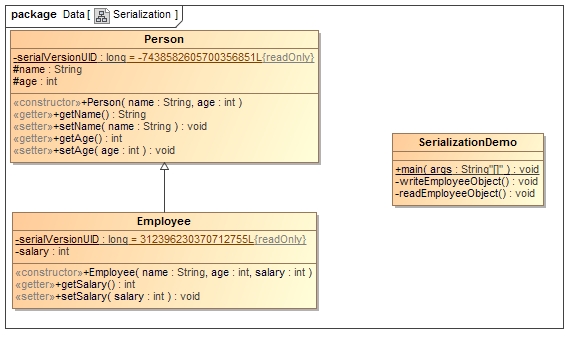 package Data [ Serialization ]
Person
-serialVersionUID : long = -7438582605700356851L{readOnly}
#name : String
#age : int
«constructor»+Person( name : String, age : int )
«getter»+getName() : String
«setter»+setName( name : String ) : void
«getter»+getAge() : int
«setter»+setAge( age : int ) : void
SerializationDemo
+main( args : String"[]" ) : void
-writeEmployeeObject() : void
-readEmployeeObject() : void
Employee
-serialVersionUID : long = 312396230370712755L{readOnly}
-salary : int
«constructor»+Employee( name : String, age : int, salary : int )
«getter»+getSalary() : int
«setter»+setSalary( salary : int ) : void